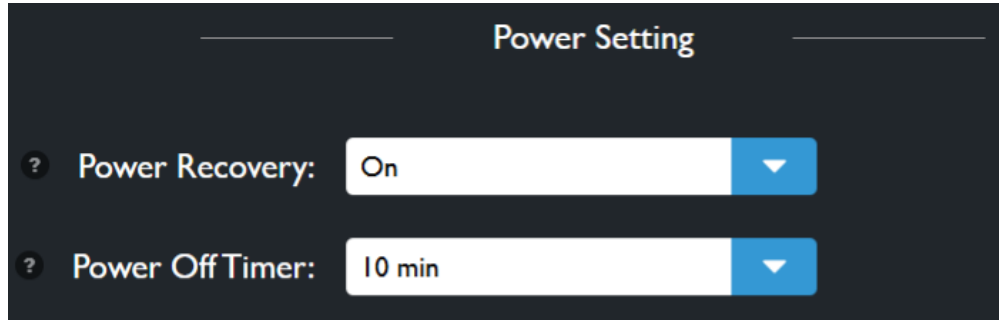 Power Setting
? Power Recovery: On
? Power Off Timer: 10 min